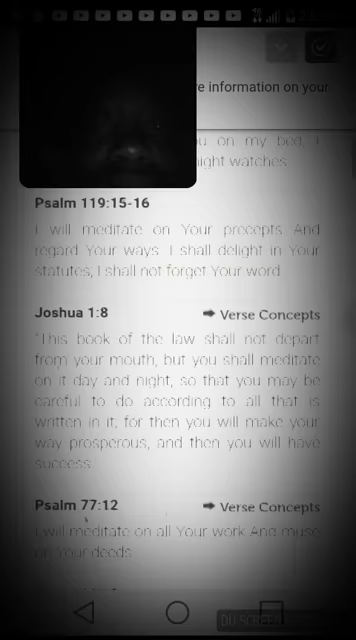 re information on your
ou on my bed, I
night watches
Psalm 119:15-16
I will meditate on Your precepts And
regard Your ways. I shall delight in Your
statutes; I shall not forget Your word.
Joshua 1:8 Verse Concepts
"This book of the law shall not depart
from your mouth, but you shall meditate
on it day and night, so that you may be
careful to do according to all that is
written in it; for then you will make your
way prosperous, and then you will have
success.
Psalm 77:12 Verse Concepts
I will meditate on all Your work And muse
on Your deeds.
DU SCREEN